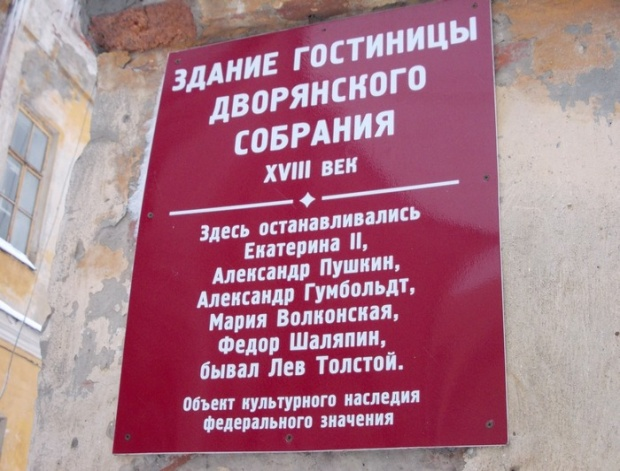 ЗДАНИЕ ГОСТИНИЦЫ
ДВОРЯНСКОГО
СОБРАНИЯ
XVIII ВЕК
Здесь останавливались
Екатерина II,
Александр Пушкин,
Александр Гумбольдт,
Мария Волконская,
Федор Шаляпин,
бывал Лев Толстой.
Объект культурного наследия
федерального значения